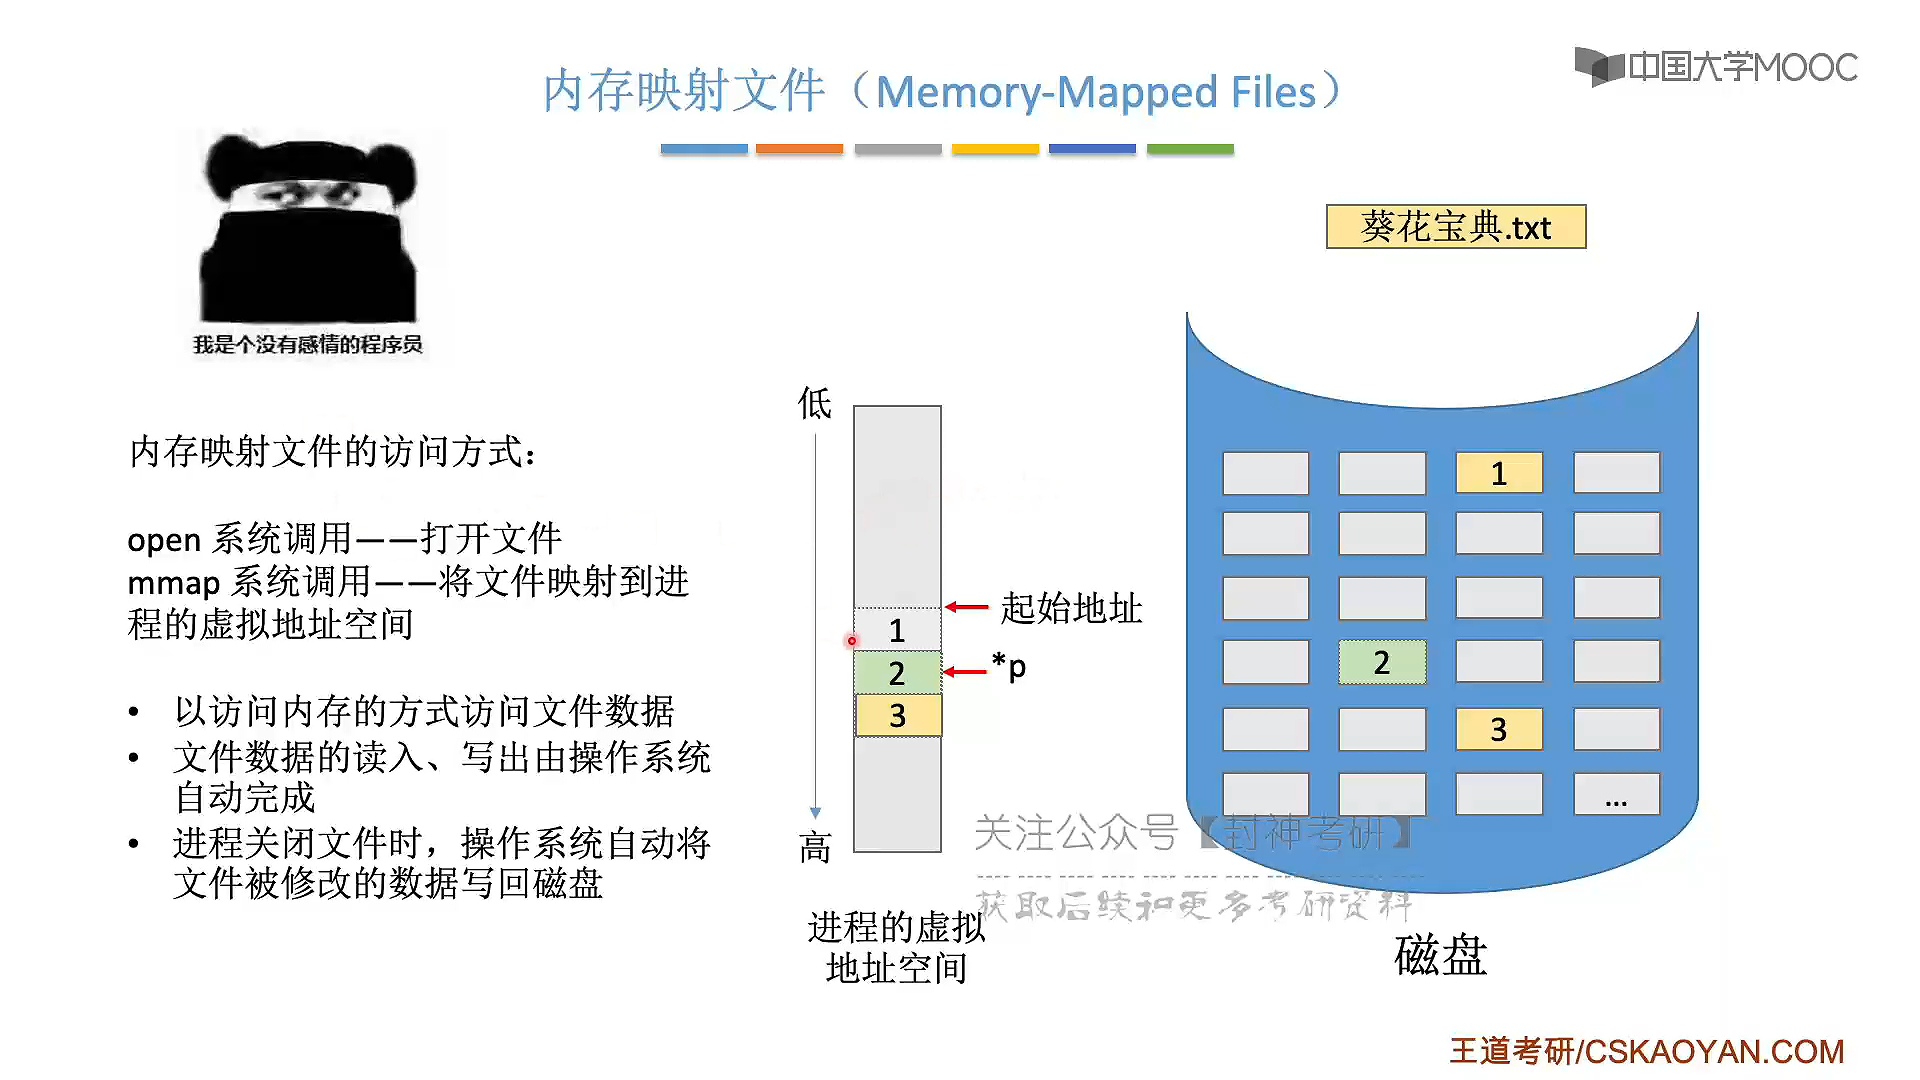 中国大学MOOC
内存映射文件（Memory-Mapped Files）
我是个没有感情的程序员
葵花宝典.txt
内存映射文件的访问方式：
open 系统调用——打开文件
mmap 系统调用——将文件映射到进
程的虚拟地址空间
• 以访问内存的方式访问文件数据
• 文件数据的读入、写出由操作系统
自动完成
• 进程关闭文件时，操作系统自动将
文件被修改的数据写回磁盘
低
高
起始地址
1
2
*p
3
进程的虚拟
地址空间
1
2
3
...
磁盘
关注公众号【封神考研】
获取后续和更多考研资料
王道考研/CSKAOYAN.COM